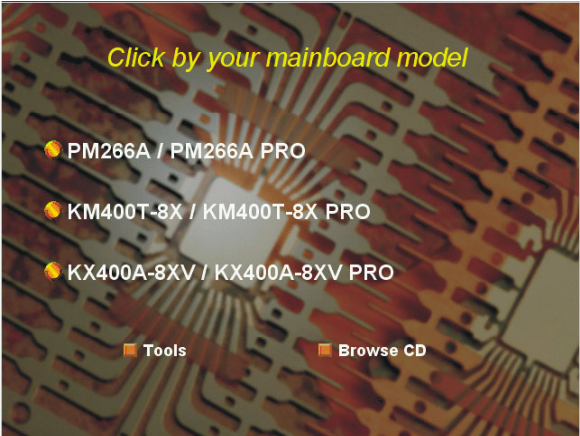 Click by your mainboard model
PM266A / PM266A PRO
KM400T-8X / KM400T-8X PRO
KX400A-8XV / KX400A-8XV PRO
Tools
Browse CD